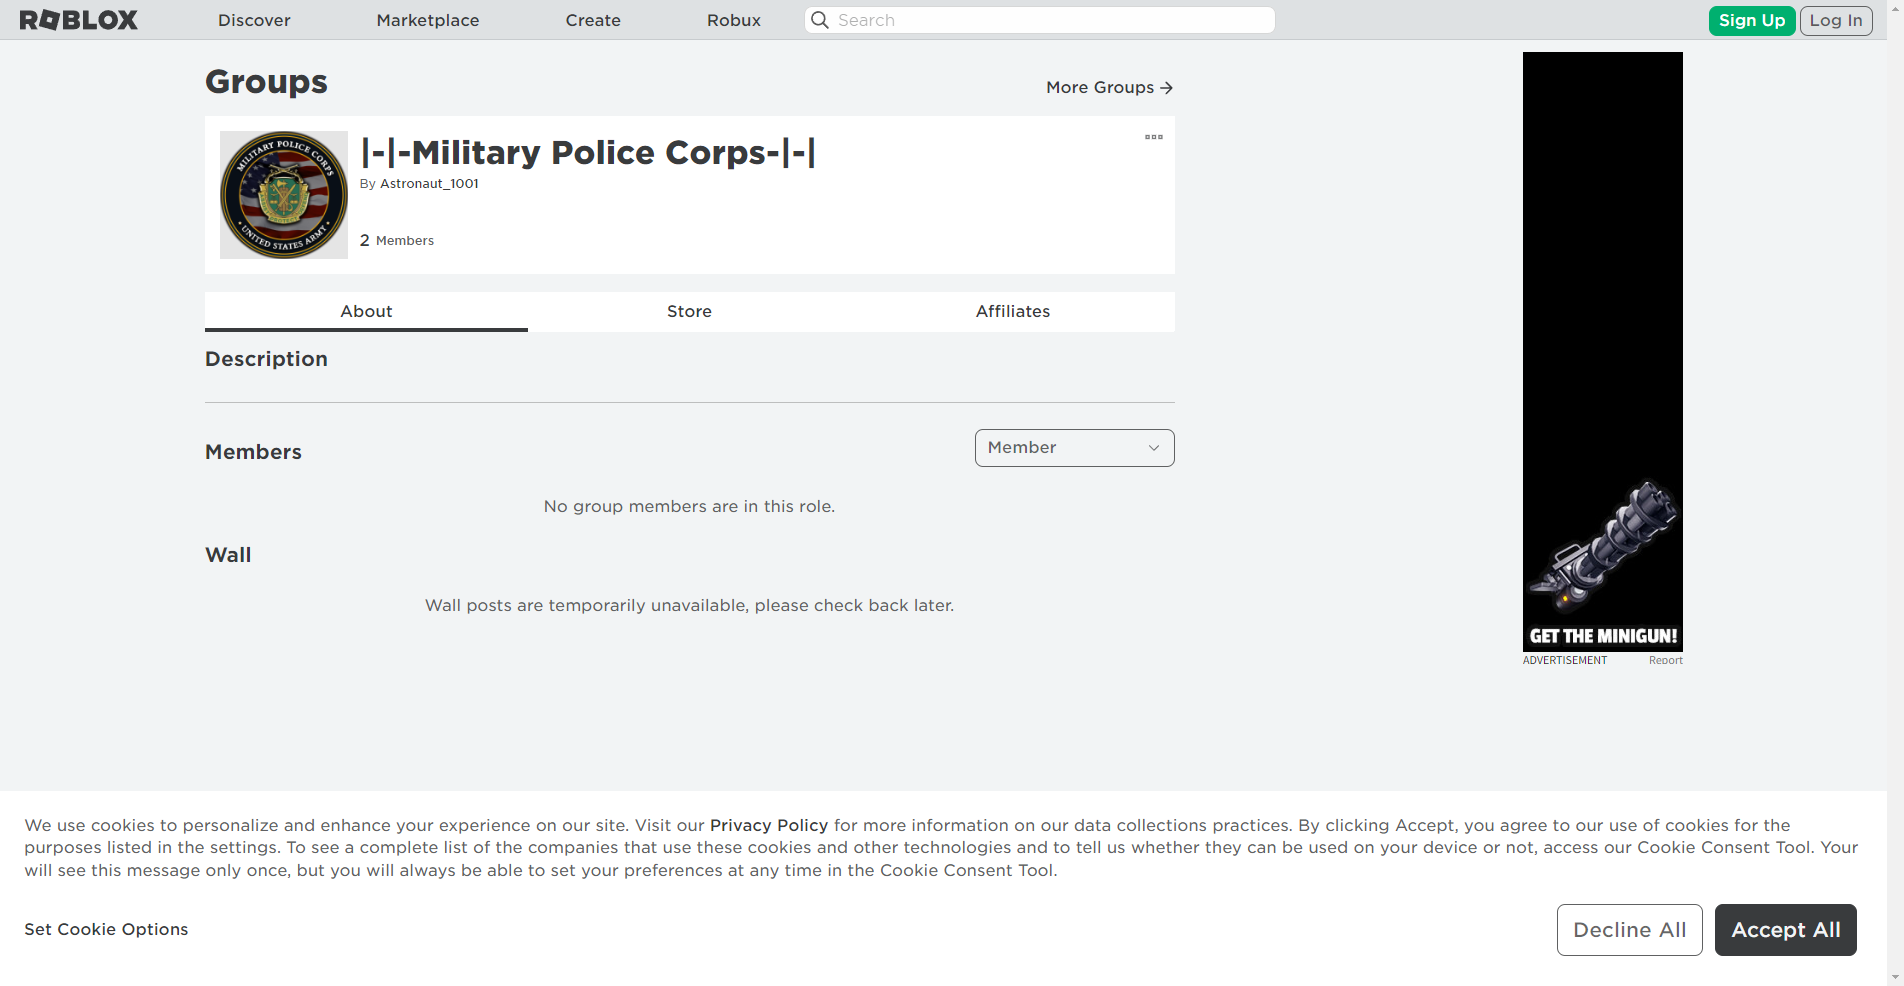 ROBLOX
Discover
Marketplace
Create
Robux
Search
Sign Up
Log In
Groups
More Groups
MILITARY POLICE CORPS
UNITED STATES ARMY
|-|-Military Police Corps-|-|
By Astronaut_1001
2 Members
About
Store
Affiliates
Description
Members
Member
No group members are in this role.
Wall
Wall posts are temporarily unavailable, please check back later.
GET THE MINIGUN!
ADVERTISEMENT
Report
We use cookies to personalize and enhance your experience on our site. Visit our Privacy Policy for more information on our data collections practices. By clicking Accept, you agree to our use of cookies for the
purposes listed in the settings. To see a complete list of the companies that use these cookies and other technologies and to tell us whether they can be used on your device or not, access our Cookie Consent Tool. Your
will see this message only once, but you will always be able to set your preferences at any time in the Cookie Consent Tool.
Set Cookie Options
Decline All
Accept All